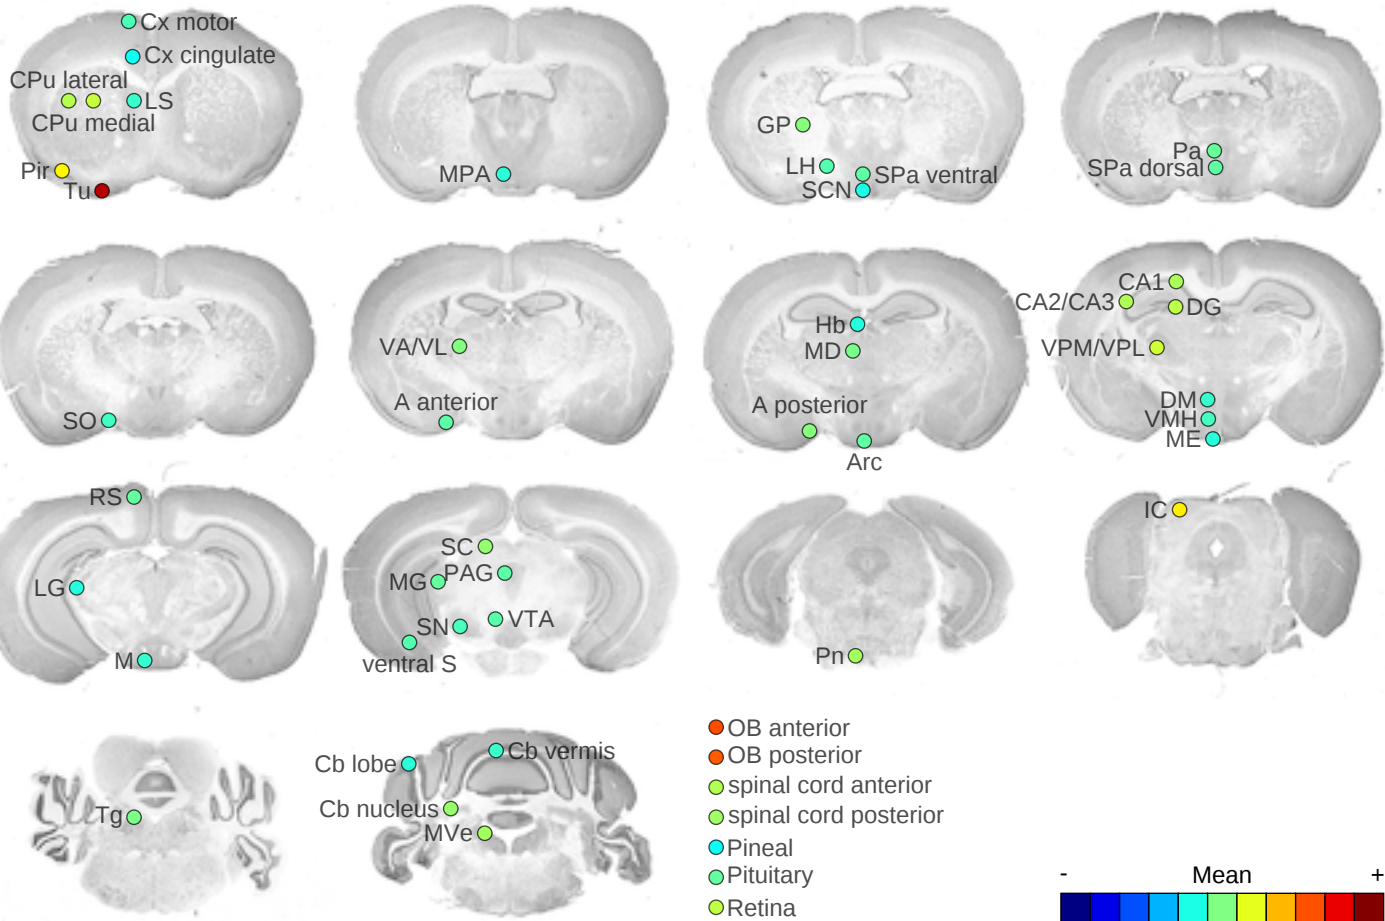 Cx motor
Cx cingulate
CPu lateral
LS
CPu medial
Pir
Tu
MPA
GP
LH
SPa ventral
SCN
Pa
SPa dorsal
SO
VA/VL
A anterior
Hb
MD
A posterior
Arc
CA1
CA2/CA3
DG
VPM/VPL
DM
VMH
ME
RS
LG
M
SC
MG
PAG
SN
VTA
ventral S
Pn
IC
Tg
Cb lobe
Cb vermis
Cb nucleus
MVe
OB anterior
OB posterior
spinal cord anterior
spinal cord posterior
Pineal
Pituitary
Retina
- Mean +